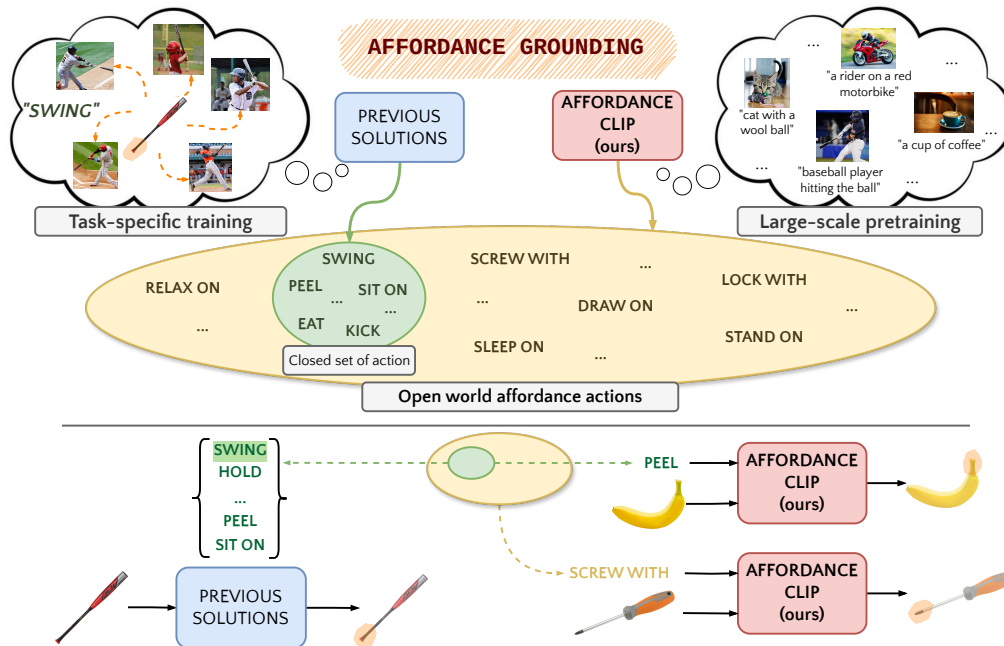 AFFORDANCE GROUNDING
"SWING"
PREVIOUS
SOLUTIONS
AFFORDANCE
CLIP
(ours)
...
"a rider on a red
motorbike"
...
"cat with a
wool ball"
"a cup of coffee"
...
...
"baseball player
hitting the ball"
...
Task-specific training
Large-scale pretraining
SWING
SCREW WITH
...
LOCK WITH
RELAX ON
PEEL
...
SIT ON
...
...
DRAW ON
...
...
EAT
KICK
SLEEP ON
...
STAND ON
Closed set of action
Open world affordance actions
SWING
HOLD
...
PEEL
SIT ON
PEEL
AFFORDANCE
CLIP
(ours)
PREVIOUS
SOLUTIONS
SCREW WITH
AFFORDANCE
CLIP
(ours)